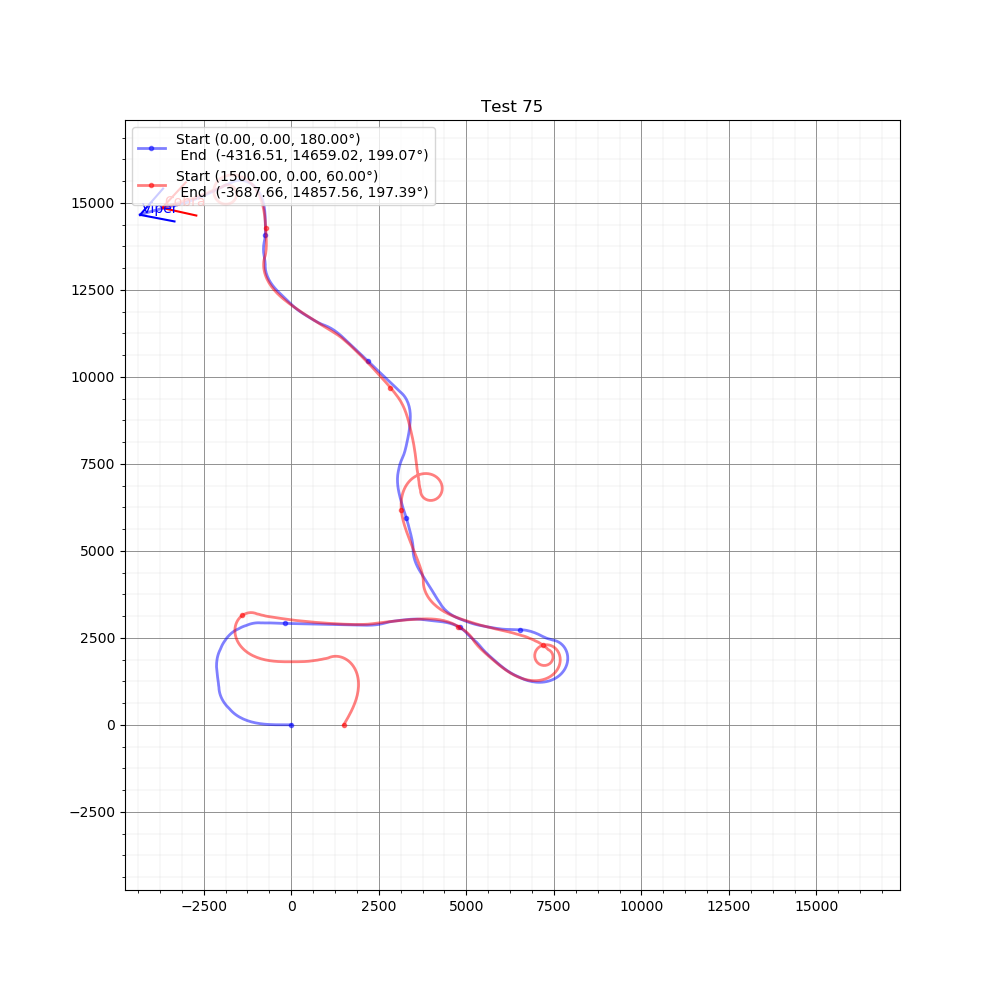 Test 75
Start (0.00, 0.00, 180.00°)
End (-4316.51, 14659.02, 199.07°)
Start (1500.00, 0.00, 60.00°)
End (-3687.66, 14857.56, 197.39°)
viper
15000
12500
10000
7500
5000
2500
0
−2500
−2500 0 2500 5000 7500 10000 12500 15000